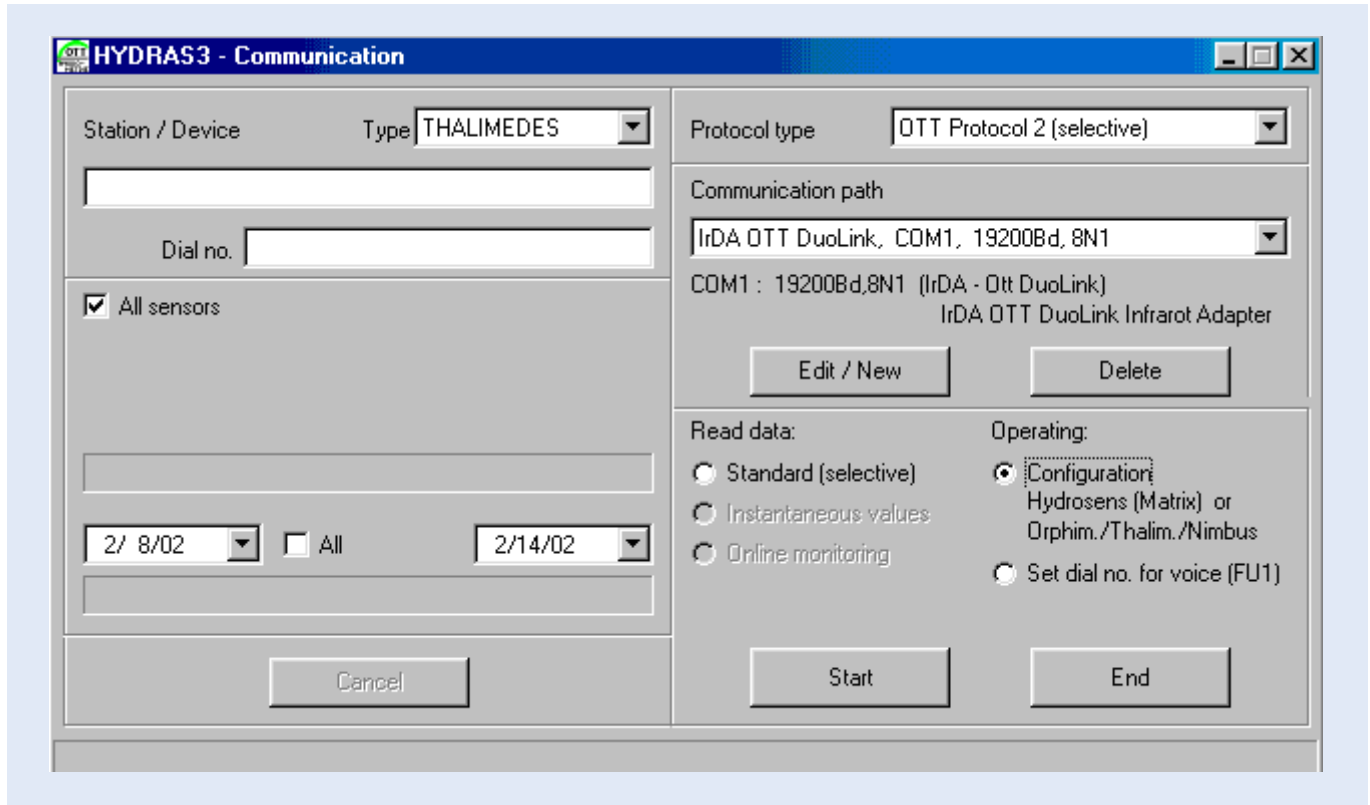 OTT
HYDRAS3 - Communication
Station / Device
Type THALIMEDES
Dial no.
All sensors
2/ 8/02
All
2/14/02
Cancel
Protocol type
OTT Protocol 2 (selective)
Communication path
IrDA OTT DuoLink, COM1, 19200Bd, 8N1
COM1 : 19200Bd,8N1 (IrDA - Ott DuoLink)
IrDA OTT DuoLink Infrarot Adapter
Edit / New
Delete
Read data:
Standard (selective)
Instantaneous values
Online monitoring
Operating:
Configuration
Hydrosens (Matrix) or
Orphim./Thalim./Nimbus
Set dial no. for voice (FU1)
Start
End